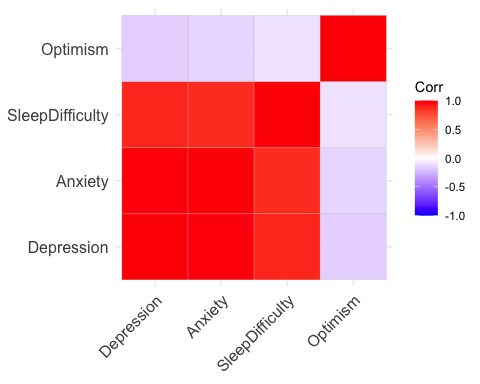 Optimism
SleepDifficulty
Anxiety
Depression
Depression
Anxiety
SleepDifficulty
Optimism
Corr
1.0
0.5
0.0
-0.5
-1.0